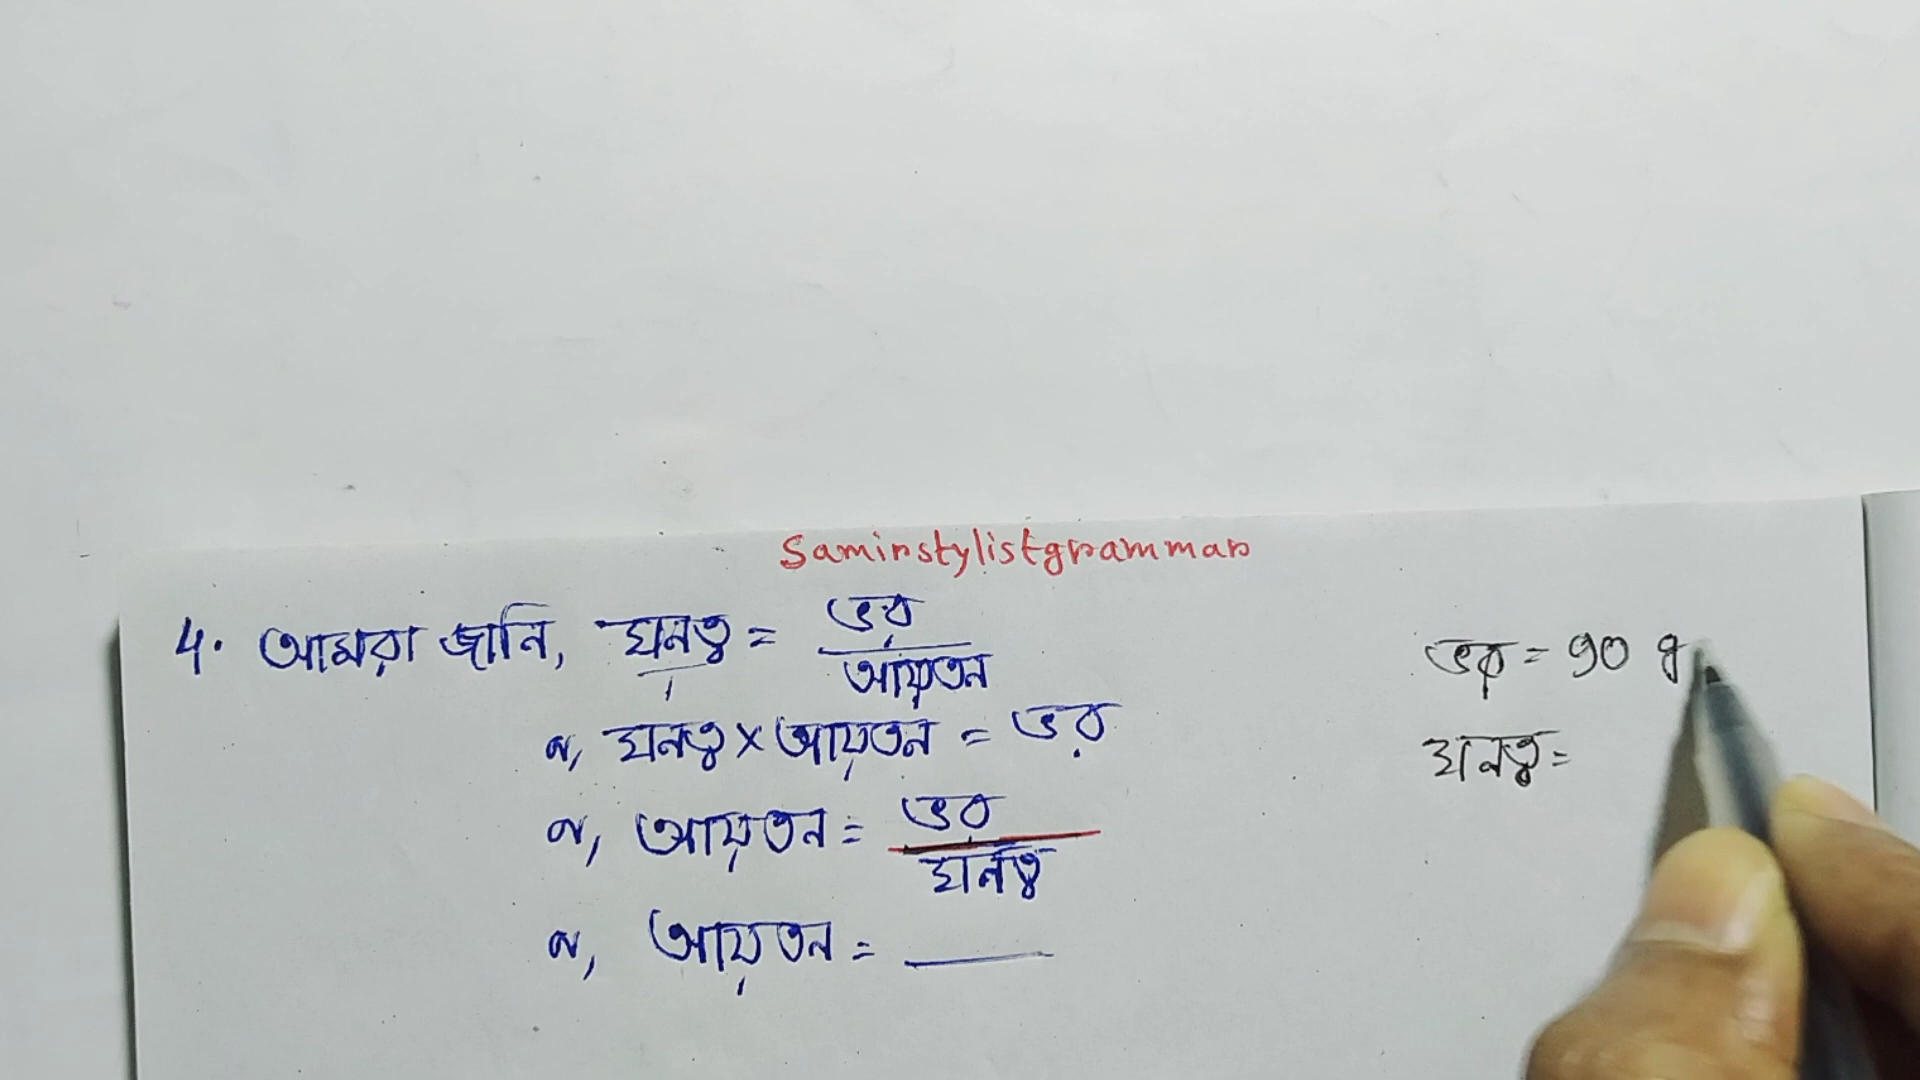 Saminstylistgrammar
4. আমরা জানি, ঘনত্ব = ভর / আয়তন
বা, ঘনত্ব × আয়তন = ভর
বা, আয়তন = ভর / ঘনত্ব
বা, আয়তন =
ভর = 90 g
ঘনত্ব =